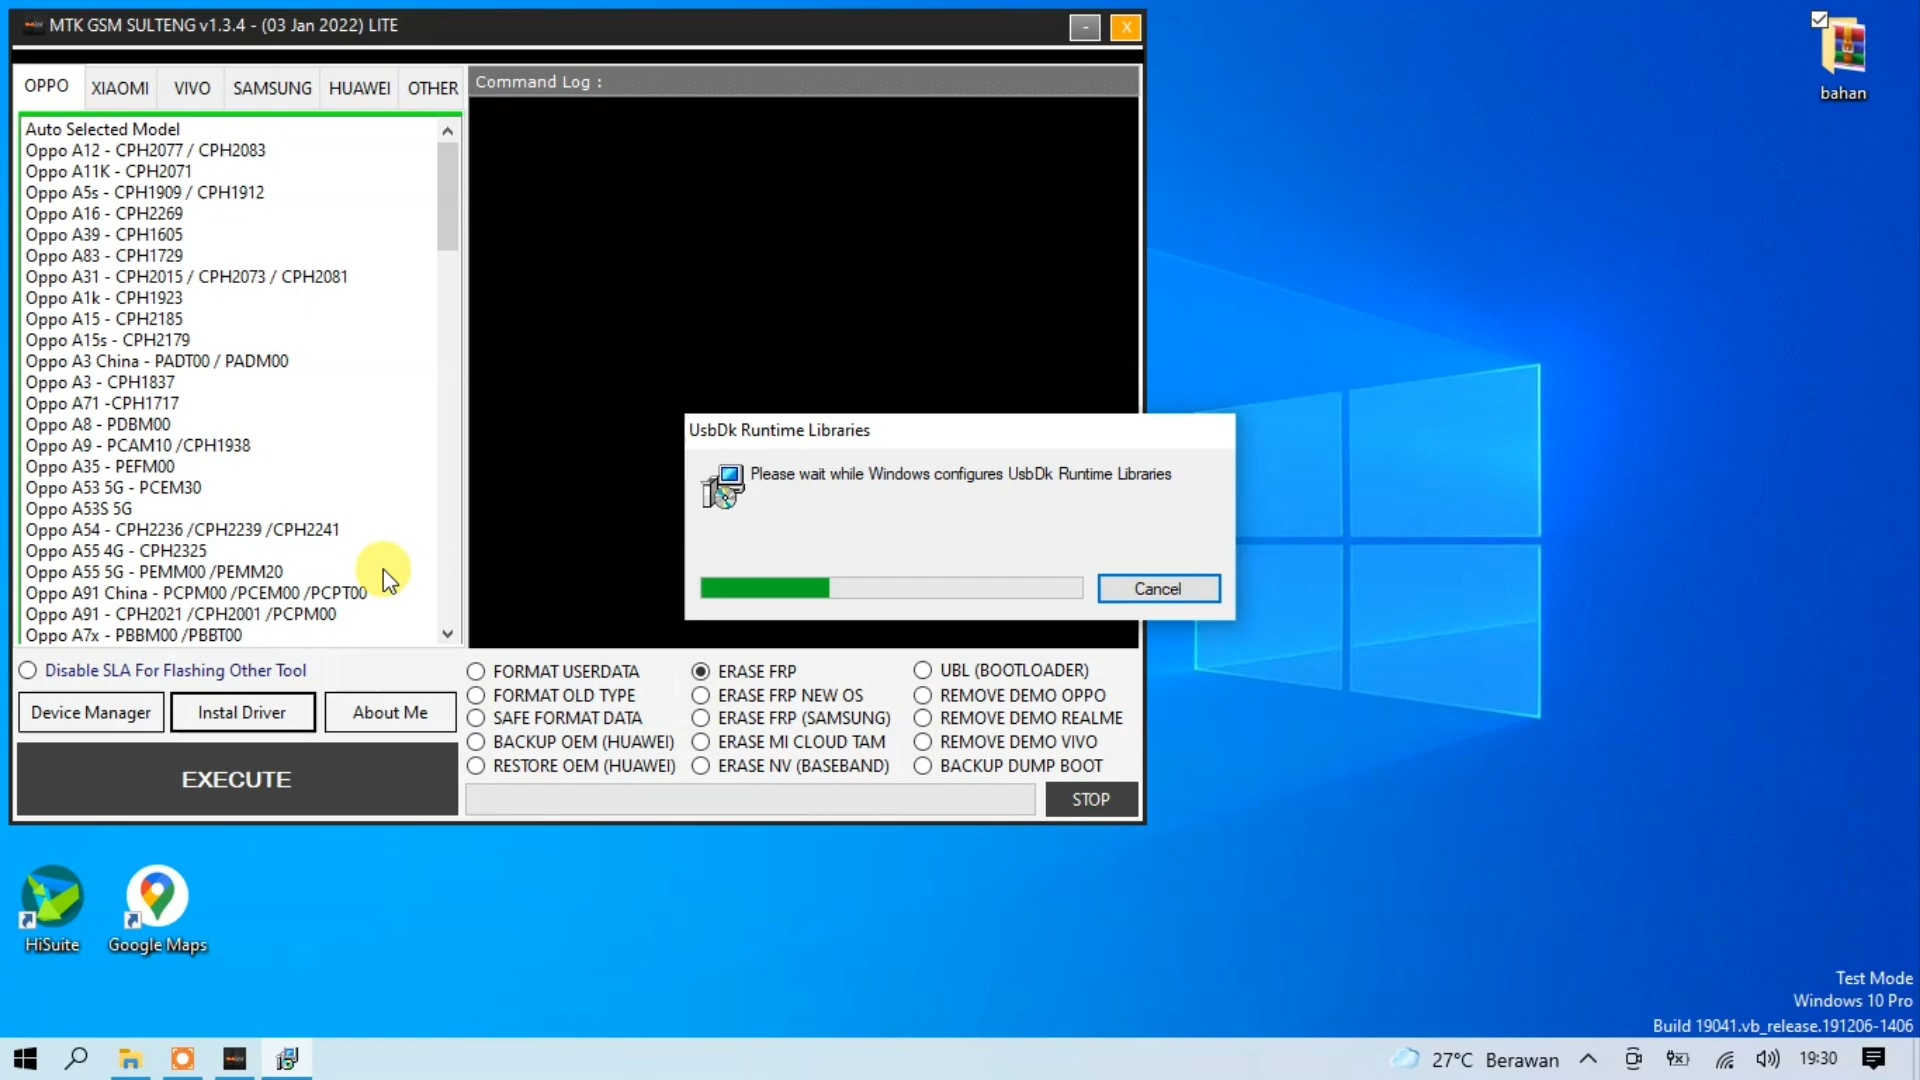 MTK GSM SULTENG v1.3.4 - (03 Jan 2022) LITE
-
X
bahan
OPPO
XIAOMI
VIVO
SAMSUNG
HUAWEI
OTHER
Command Log :
Auto Selected Model
Oppo A12 - CPH2077 / CPH2083
Oppo A11K - CPH2071
Oppo A5s - CPH1909 / CPH1912
Oppo A16 - CPH2269
Oppo A39 - CPH1605
Oppo A83 - CPH1729
Oppo A31 - CPH2015 / CPH2073 / CPH2081
Oppo A1k - CPH1923
Oppo A15 - CPH2185
Oppo A15s - CPH2179
Oppo A3 China - PADT00 / PADM00
Oppo A3 - CPH1837
Oppo A71 -CPH1717
Oppo A8 - PDBM00
Oppo A9 - PCAM10 /CPH1938
Oppo A35 - PEFM00
Oppo A53 5G - PCEM30
Oppo A53S 5G
Oppo A54 - CPH2236 /CPH2239 /CPH2241
Oppo A55 4G - CPH2325
Oppo A55 5G - PEMM00 /PEMM20
Oppo A91 China - PCPM00 /PCEM00 /PCPT00
Oppo A91 - CPH2021 /CPH2001 /PCPM00
Oppo A7x - PBBM00 /PBBT00
UsbDk Runtime Libraries
Please wait while Windows configures UsbDk Runtime Libraries
Cancel
Disable SLA For Flashing Other Tool
Device Manager
Instal Driver
About Me
EXECUTE
FORMAT USERDATA
FORMAT OLD TYPE
SAFE FORMAT DATA
BACKUP OEM (HUAWEI)
RESTORE OEM (HUAWEI)
ERASE FRP
ERASE FRP NEW OS
ERASE FRP (SAMSUNG)
ERASE MI CLOUD TAM
ERASE NV (BASEBAND)
UBL (BOOTLOADER)
REMOVE DEMO OPPO
REMOVE DEMO REALME
REMOVE DEMO VIVO
BACKUP DUMP BOOT
STOP
HiSuite
Google Maps
Test Mode
Windows 10 Pro
Build 19041.vb_release.191206-1406
27°C Berawan
19:30